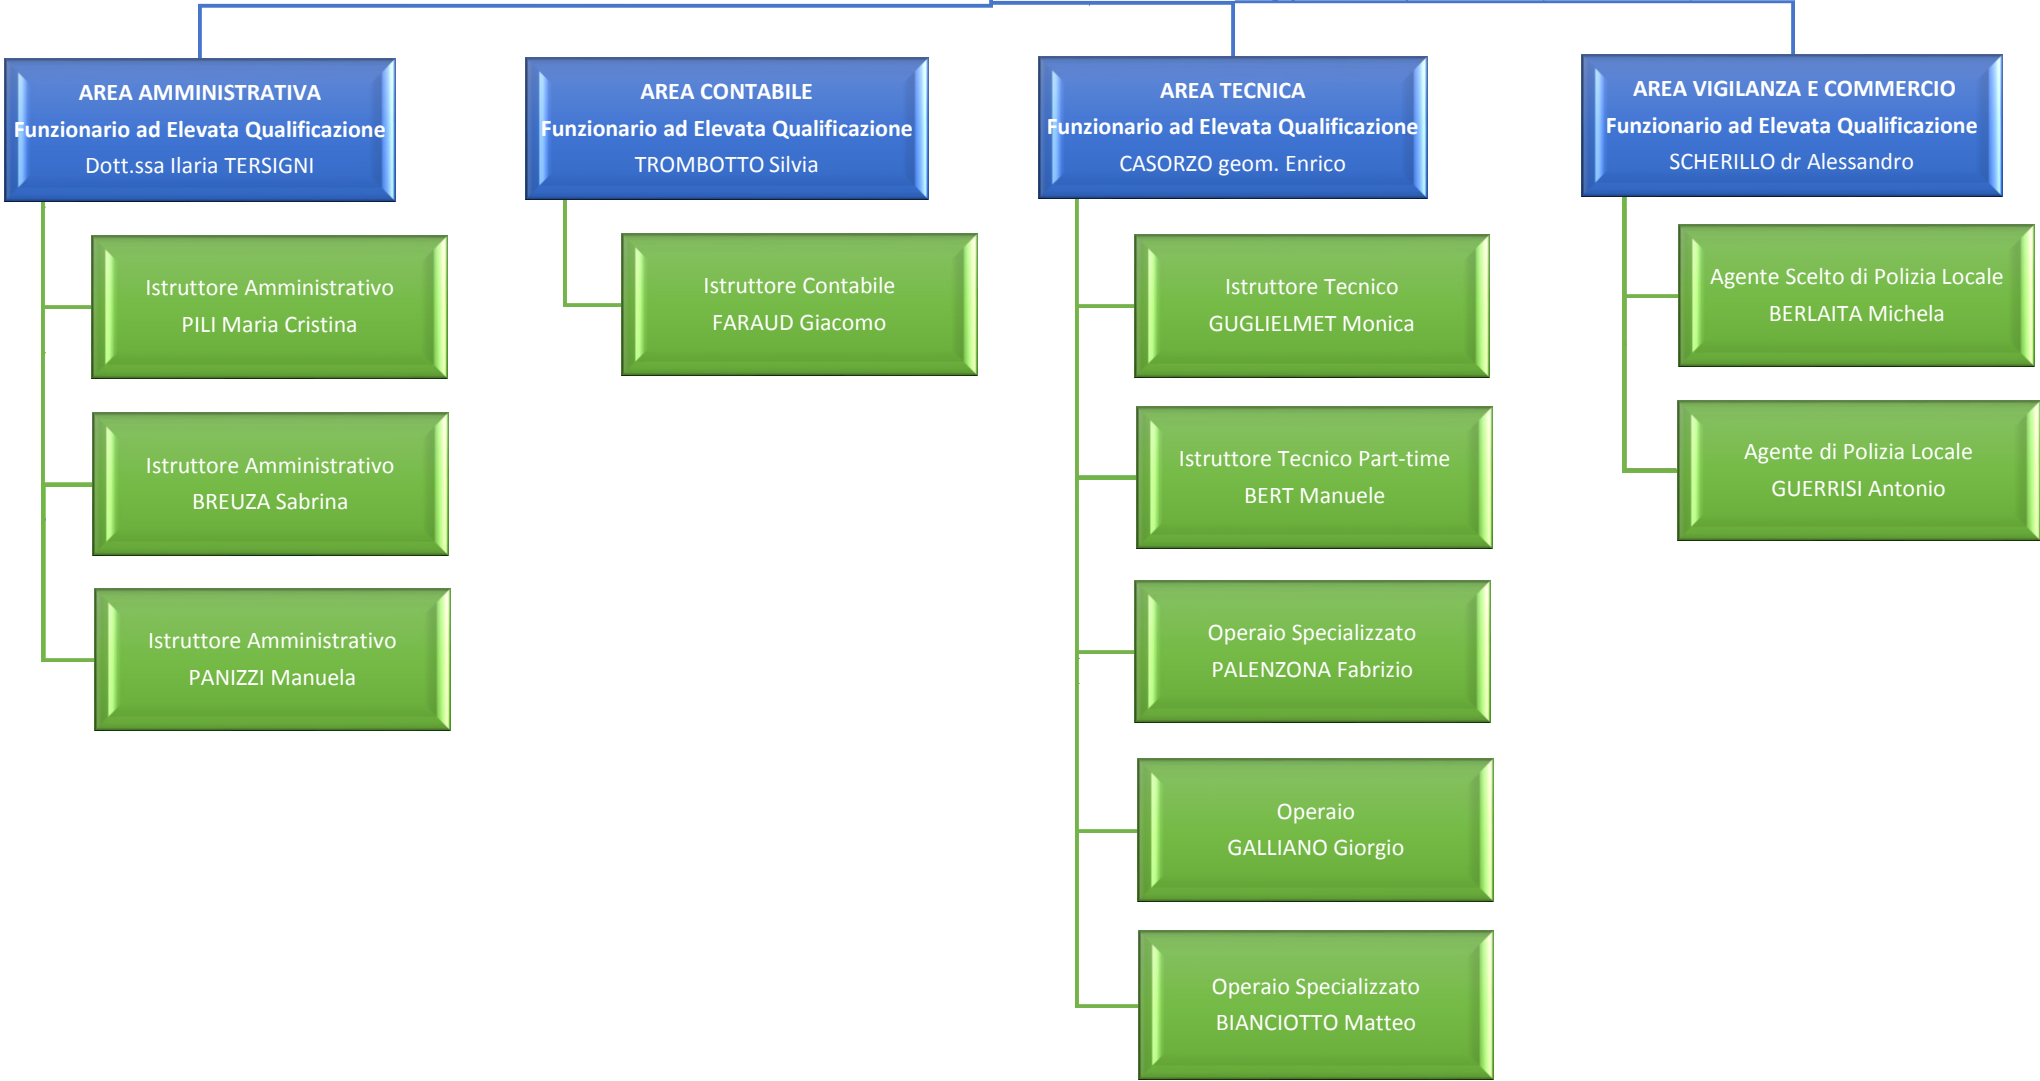 AREA AMMINISTRATIVA
Funzionario ad Elevata Qualificazione
Dott.ssa Ilaria TERSIGNI
Istruttore Amministrativo
PILI Maria Cristina
Istruttore Amministrativo
BREUZA Sabrina
Istruttore Amministrativo
PANIZZI Manuela
AREA CONTABILE
Funzionario ad Elevata Qualificazione
TROMBOTTO Silvia
Istruttore Contabile
FARAUD Giacomo
AREA TECNICA
Funzionario ad Elevata Qualificazione
CASORZO geom. Enrico
Istruttore Tecnico
GUGLIELMET Monica
Istruttore Tecnico Part-time
BERT Manuele
Operaio Specializzato
PALENZONA Fabrizio
Operaio
GALLIANO Giorgio
Operaio Specializzato
BIANCIOTTO Matteo
AREA VIGILANZA E COMMERCIO
Funzionario ad Elevata Qualificazione
SCHERILLO dr Alessandro
Agente Scelto di Polizia Locale
BERLAITA Michela
Agente di Polizia Locale
GUERRISI Antonio